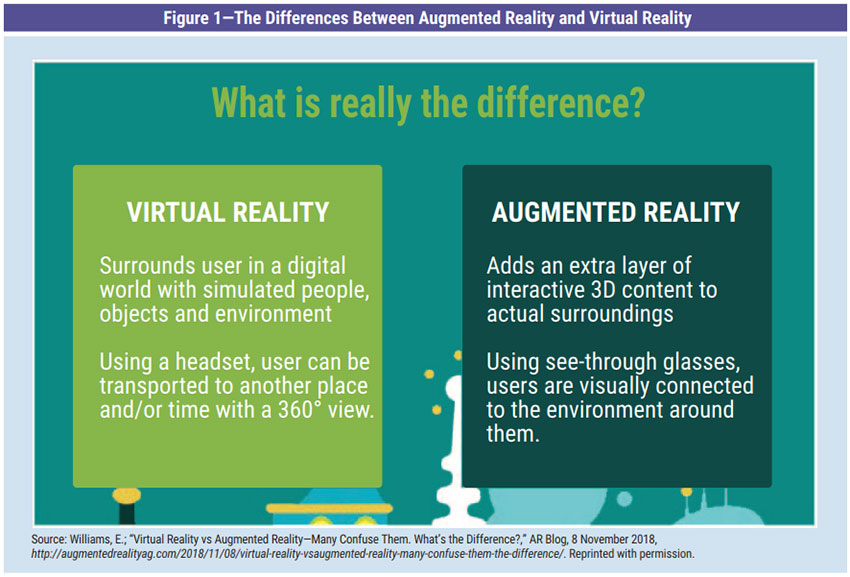 Figure 1—The Differences Between Augmented Reality and Virtual Reality
What is really the difference?
VIRTUAL REALITY
Surrounds user in a digital
world with simulated people,
objects and environment
Using a headset, user can be
transported to another place
and/or time with a 360° view.
AUGMENTED REALITY
Adds an extra layer of
interactive 3D content to
actual surroundings
Using see-through glasses,
users are visually connected
to the environment around
them.
Source: Williams, E.; “Virtual Reality vs Augmented Reality—Many Confuse Them. What’s the Difference?,” AR Blog, 8 November 2018,
http://augmentedrealityag.com/2018/11/08/virtual-reality-vsaugmented-reality-many-confuse-them-the-difference/. Reprinted with permission.